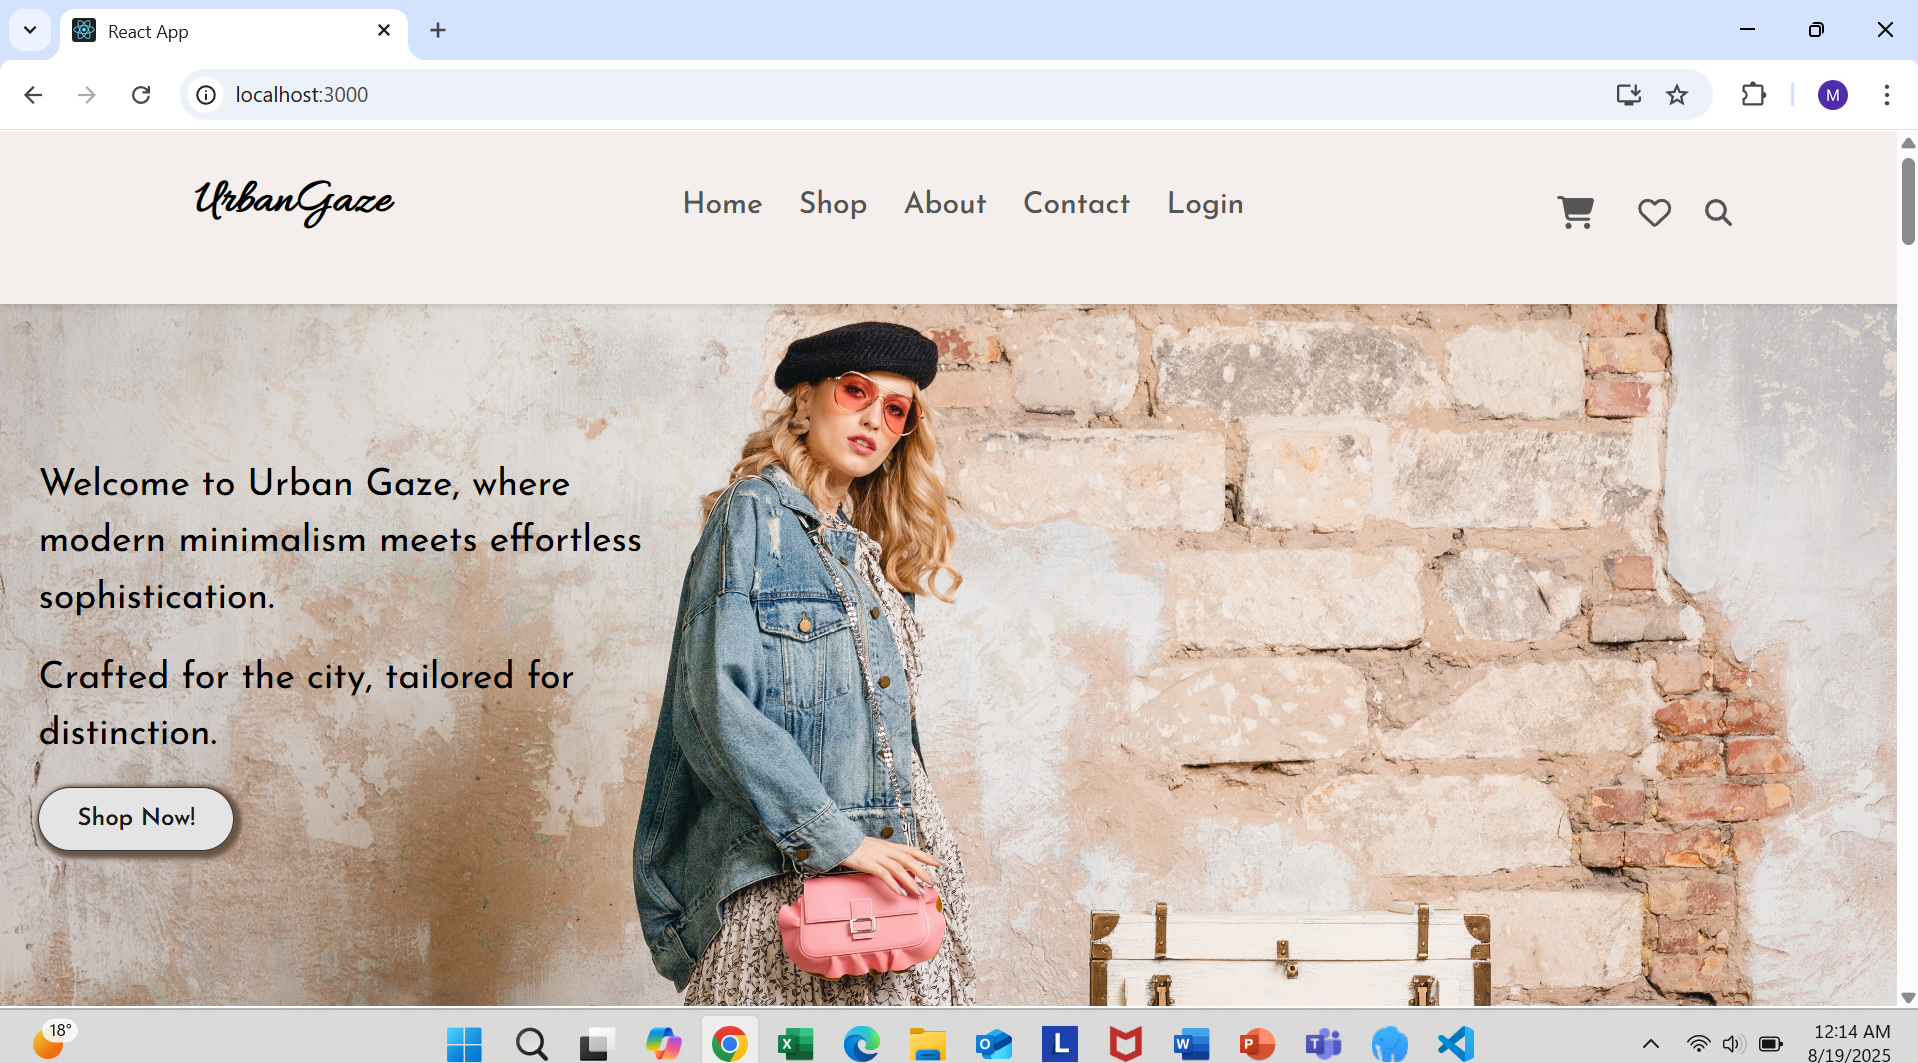 React App
localhost:3000
M
UrbanGaze
Home Shop About Contact Login
Welcome to Urban Gaze, where
modern minimalism meets effortless
sophistication.
Crafted for the city, tailored for
distinction.
Shop Now!
18°
12:14 AM
8/19/2025